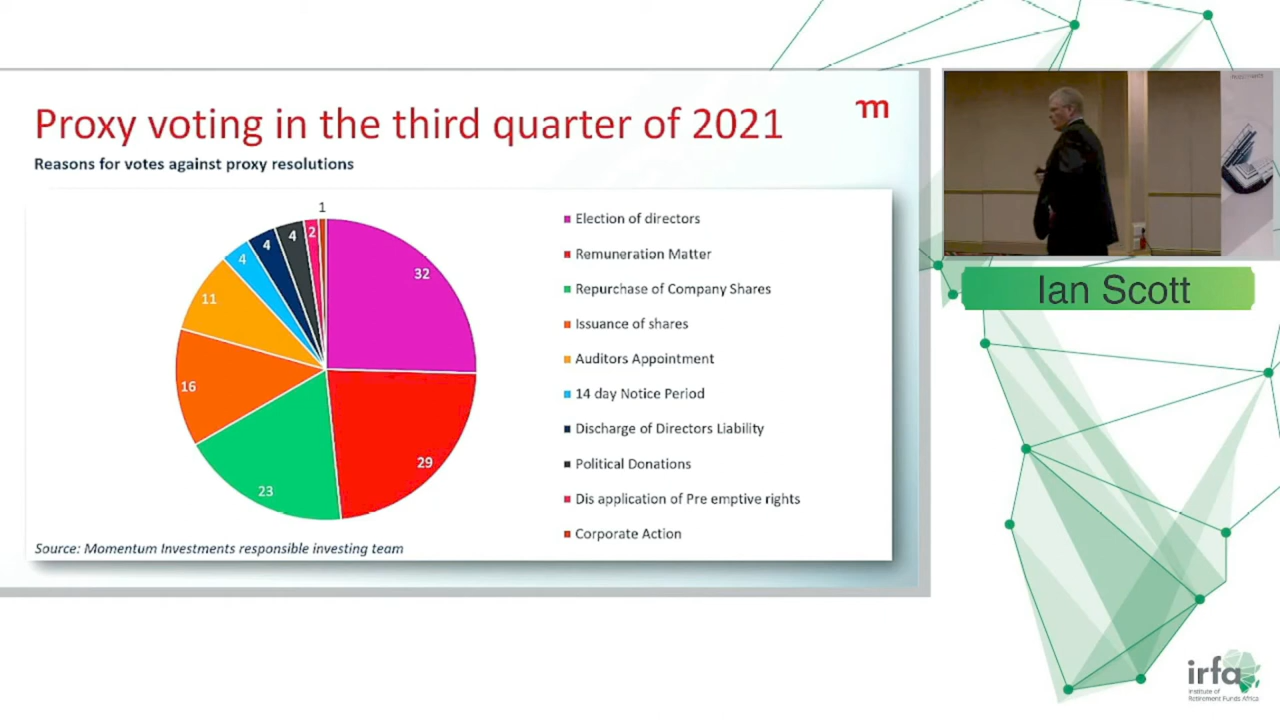 Proxy voting in the third quarter of 2021
m
Reasons for votes against proxy resolutions
1
2
4
4
4
11
16
23
29
32
Election of directors
Remuneration Matter
Repurchase of Company Shares
Issuance of shares
Auditors Appointment
14 day Notice Period
Discharge of Directors Liability
Political Donations
Dis application of Pre emptive rights
Corporate Action
Source: Momentum Investments responsible investing team
Ian Scott
irfa
Institute of
Retirement Funds Africa